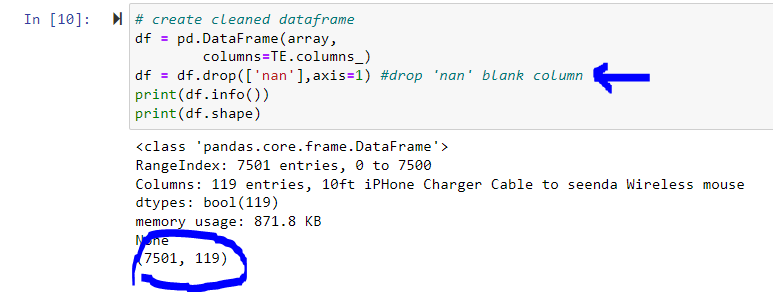 In [10]:
# create cleaned dataframe
df = pd.DataFrame(array,
columns=TE.columns_)
df = df.drop(['nan'],axis=1) #drop 'nan' blank column
print(df.info())
print(df.shape)
<class 'pandas.core.frame.DataFrame'>
RangeIndex: 7501 entries, 0 to 7500
Columns: 119 entries, 10ft iPHone Charger Cable to seenda Wireless mouse
dtypes: bool(119)
memory usage: 871.8 KB
None
(7501, 119)